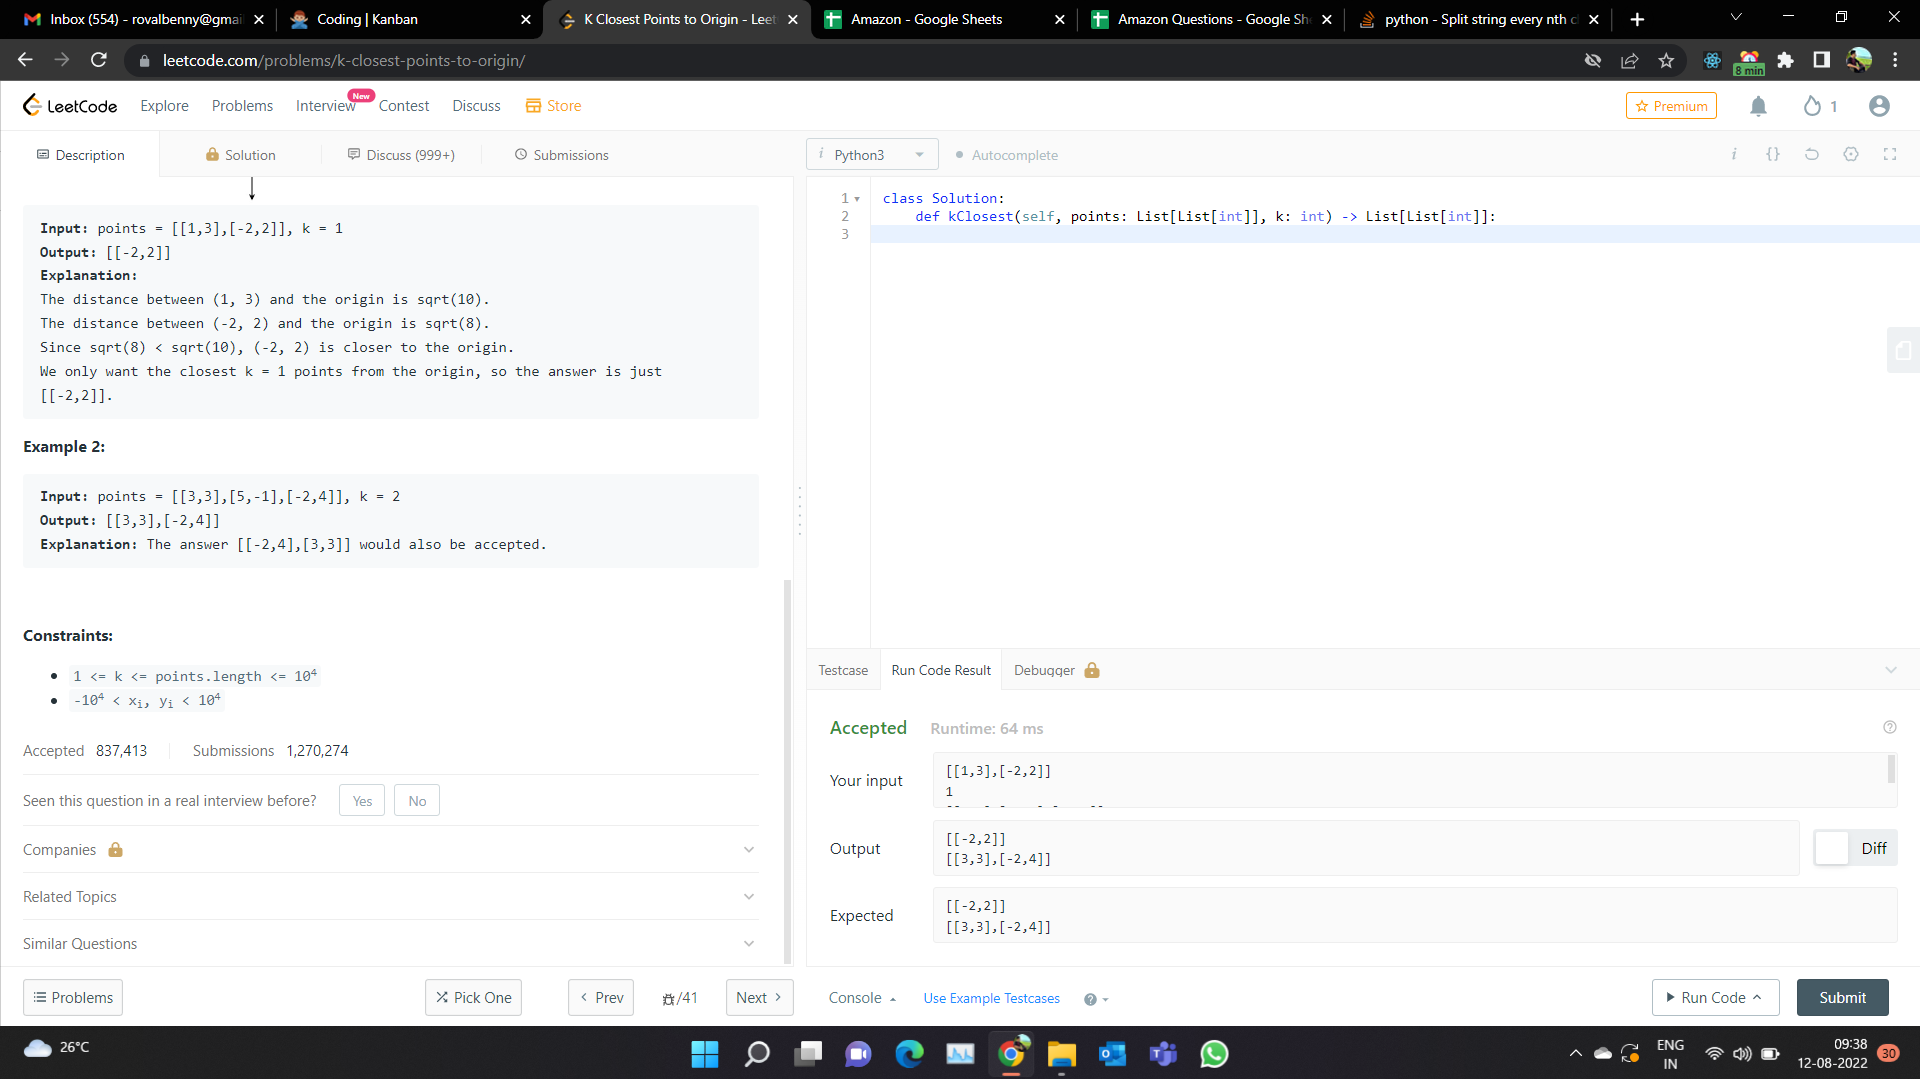 Inbox (554) - rovalbenny@gmai
Coding | Kanban
K Closest Points to Origin - Leet
Amazon - Google Sheets
Amazon Questions - Google She
python - Split string every nth c
leetcode.com/problems/k-closest-points-to-origin/
8 min
LeetCode
Explore
Problems
Interview
New
Contest
Discuss
Store
Premium
1
Description
Solution
Discuss (999+)
Submissions
i Python3
Autocomplete
i {}
Input: points = [[1,3],[-2,2]], k = 1
Output: [[-2,2]]
Explanation:
The distance between (1, 3) and the origin is sqrt(10).
The distance between (-2, 2) and the origin is sqrt(8).
Since sqrt(8) < sqrt(10), (-2, 2) is closer to the origin.
We only want the closest k = 1 points from the origin, so the answer is just
[[-2,2]].
Example 2:
Input: points = [[3,3],[5,-1],[-2,4]], k = 2
Output: [[3,3],[-2,4]]
Explanation: The answer [[-2,4],[3,3]] would also be accepted.
Constraints:
1 <= k <= points.length <= 10⁴
-10⁴ < xᵢ, yᵢ < 10⁴
Accepted 837,413
Submissions 1,270,274
Seen this question in a real interview before?
Yes
No
Companies
Related Topics
Similar Questions
1 class Solution:
2 def kClosest(self, points: List[List[int]], k: int) -> List[List[int]]:
3
Testcase
Run Code Result
Debugger
Accepted
Runtime: 64 ms
Your input
[[1,3],[-2,2]]
1
Output
[[-2,2]]
[[3,3],[-2,4]]
Diff
Expected
[[-2,2]]
[[3,3],[-2,4]]
Problems
Pick One
Prev
/41
Next
Console
Use Example Testcases
Run Code
Submit
26°C
ENG
IN
09:38
12-08-2022
30